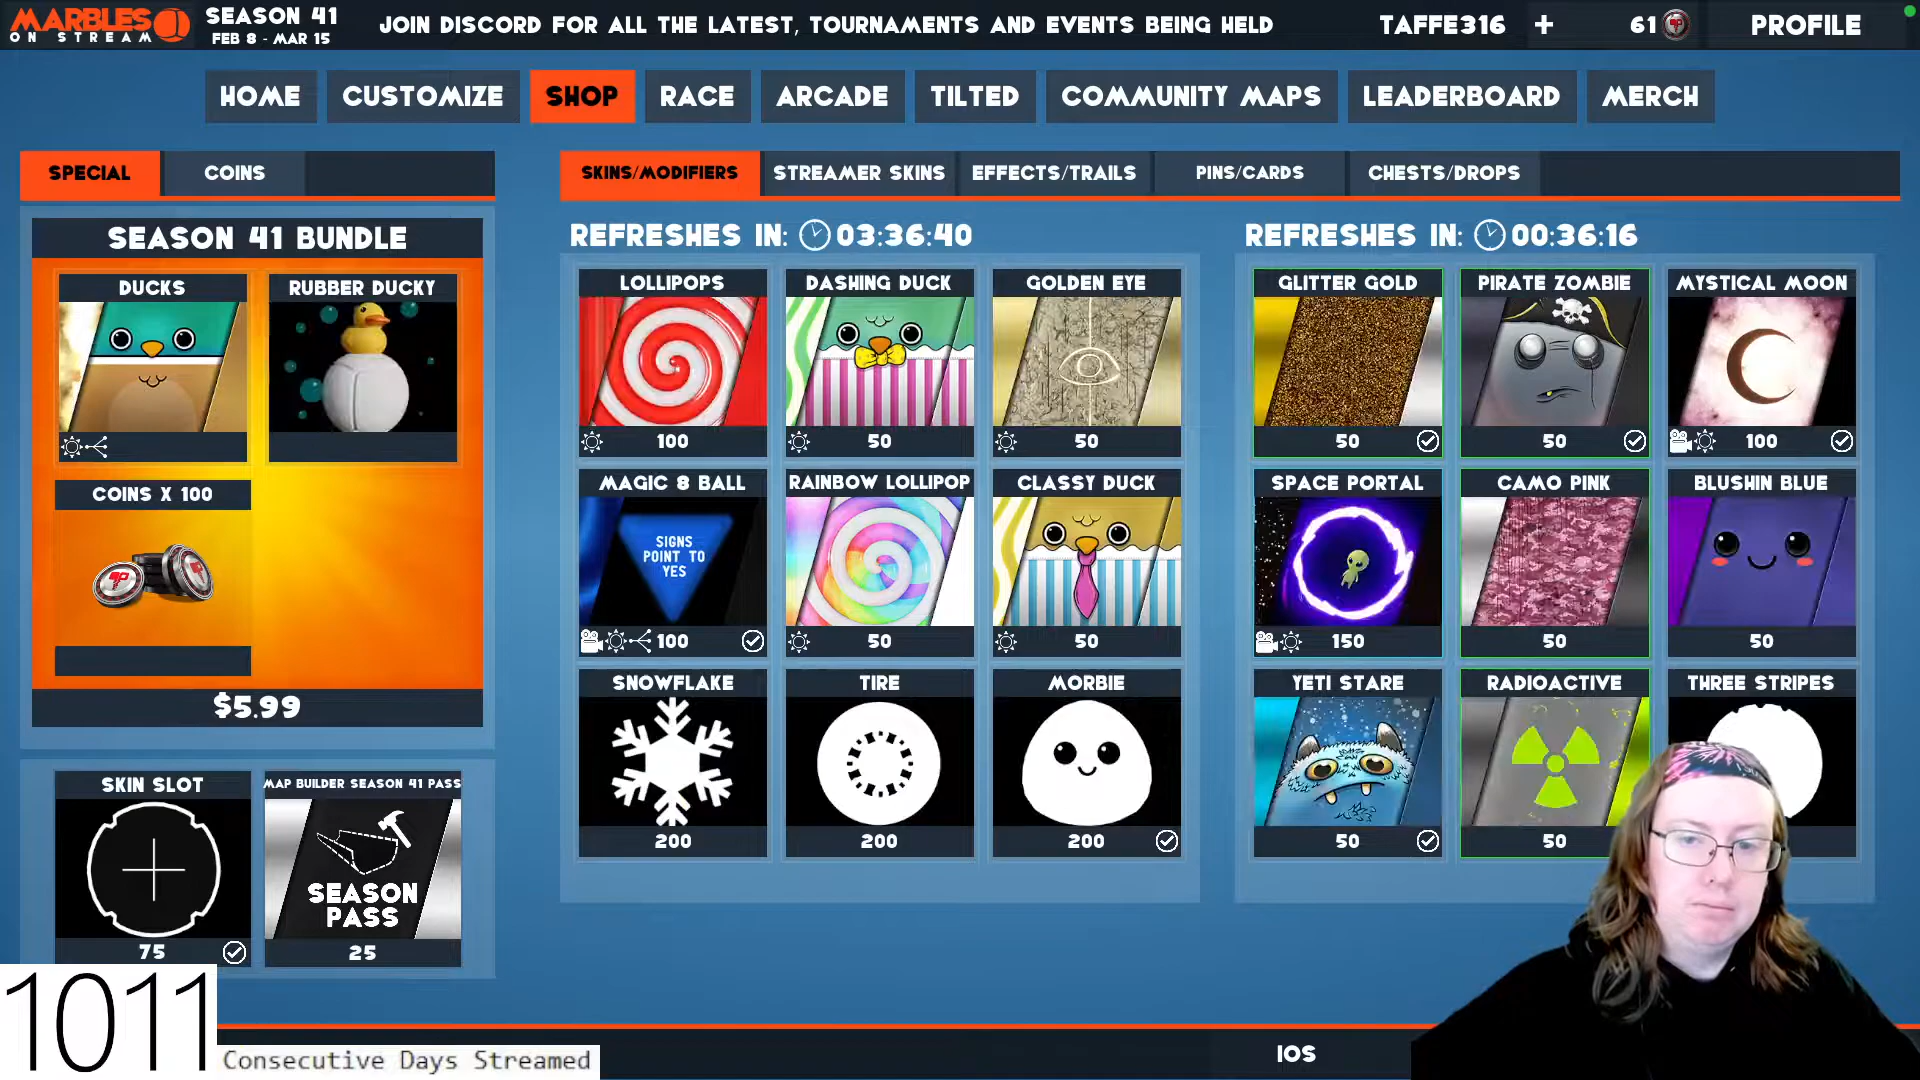 MARBLES
ON STREAM
SEASON 41
FEB 8 - MAR 15
JOIN DISCORD FOR ALL THE LATEST, TOURNAMENTS AND EVENTS BEING HELD
TAFFE316
+
61
PROFILE
HOME
CUSTOMIZE
SHOP
RACE
ARCADE
TILTED
COMMUNITY MAPS
LEADERBOARD
MERCH
SPECIAL
COINS
SEASON 41 BUNDLE
DUCKS
RUBBER DUCKY
COINS X 100
$5.99
SKIN SLOT
75
MAP BUILDER SEASON 41 PASS
SEASON
PASS
25
SKINS/MODIFIERS
STREAMER SKINS
EFFECTS/TRAILS
PINS/CARDS
CHESTS/DROPS
REFRESHES IN: 03:36:40
LOLLIPOPS
100
DASHING DUCK
50
GOLDEN EYE
50
MAGIC 8 BALL
SIGNS
POINT TO
YES
100
RAINBOW LOLLIPOP
50
CLASSY DUCK
50
SNOWFLAKE
200
TIRE
200
MORBIE
200
REFRESHES IN: 00:36:16
GLITTER GOLD
50
PIRATE ZOMBIE
50
MYSTICAL MOON
100
SPACE PORTAL
150
CAMO PINK
50
BLUSHIN BLUE
50
YETI STARE
50
RADIOACTIVE
50
THREE STRIPES
1011
Consecutive Days Streamed
IOS